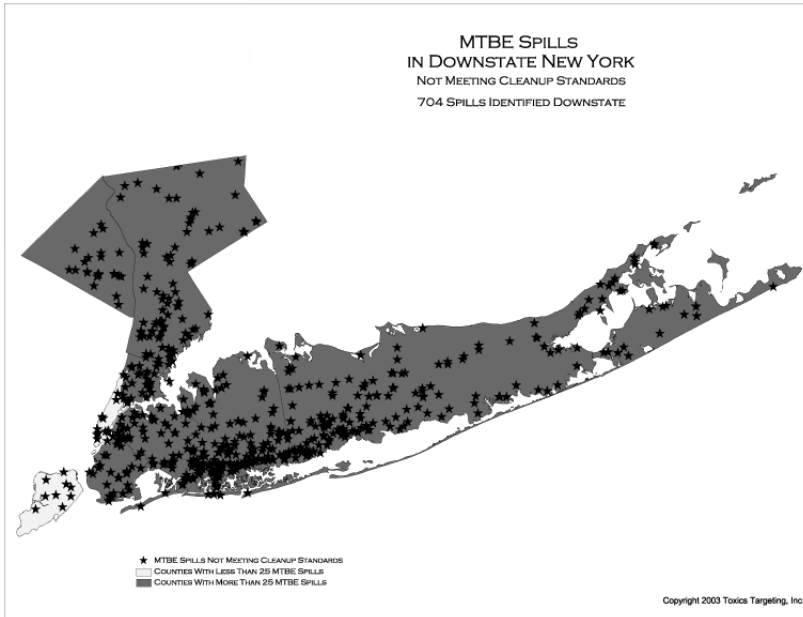 MTBE SPILLS
IN DOWNSTATE NEW YORK
NOT MEETING CLEANUP STANDARDS
704 SPILLS IDENTIFIED DOWNSTATE
MTBE SPILLS NOT MEETING CLEANUP STANDARDS
COUNTIES WITH LESS THAN 25 MTBE SPILLS
COUNTIES WITH MORE THAN 25 MTBE SPILLS
Copyright 2003 Toxics Targeting, Inc.